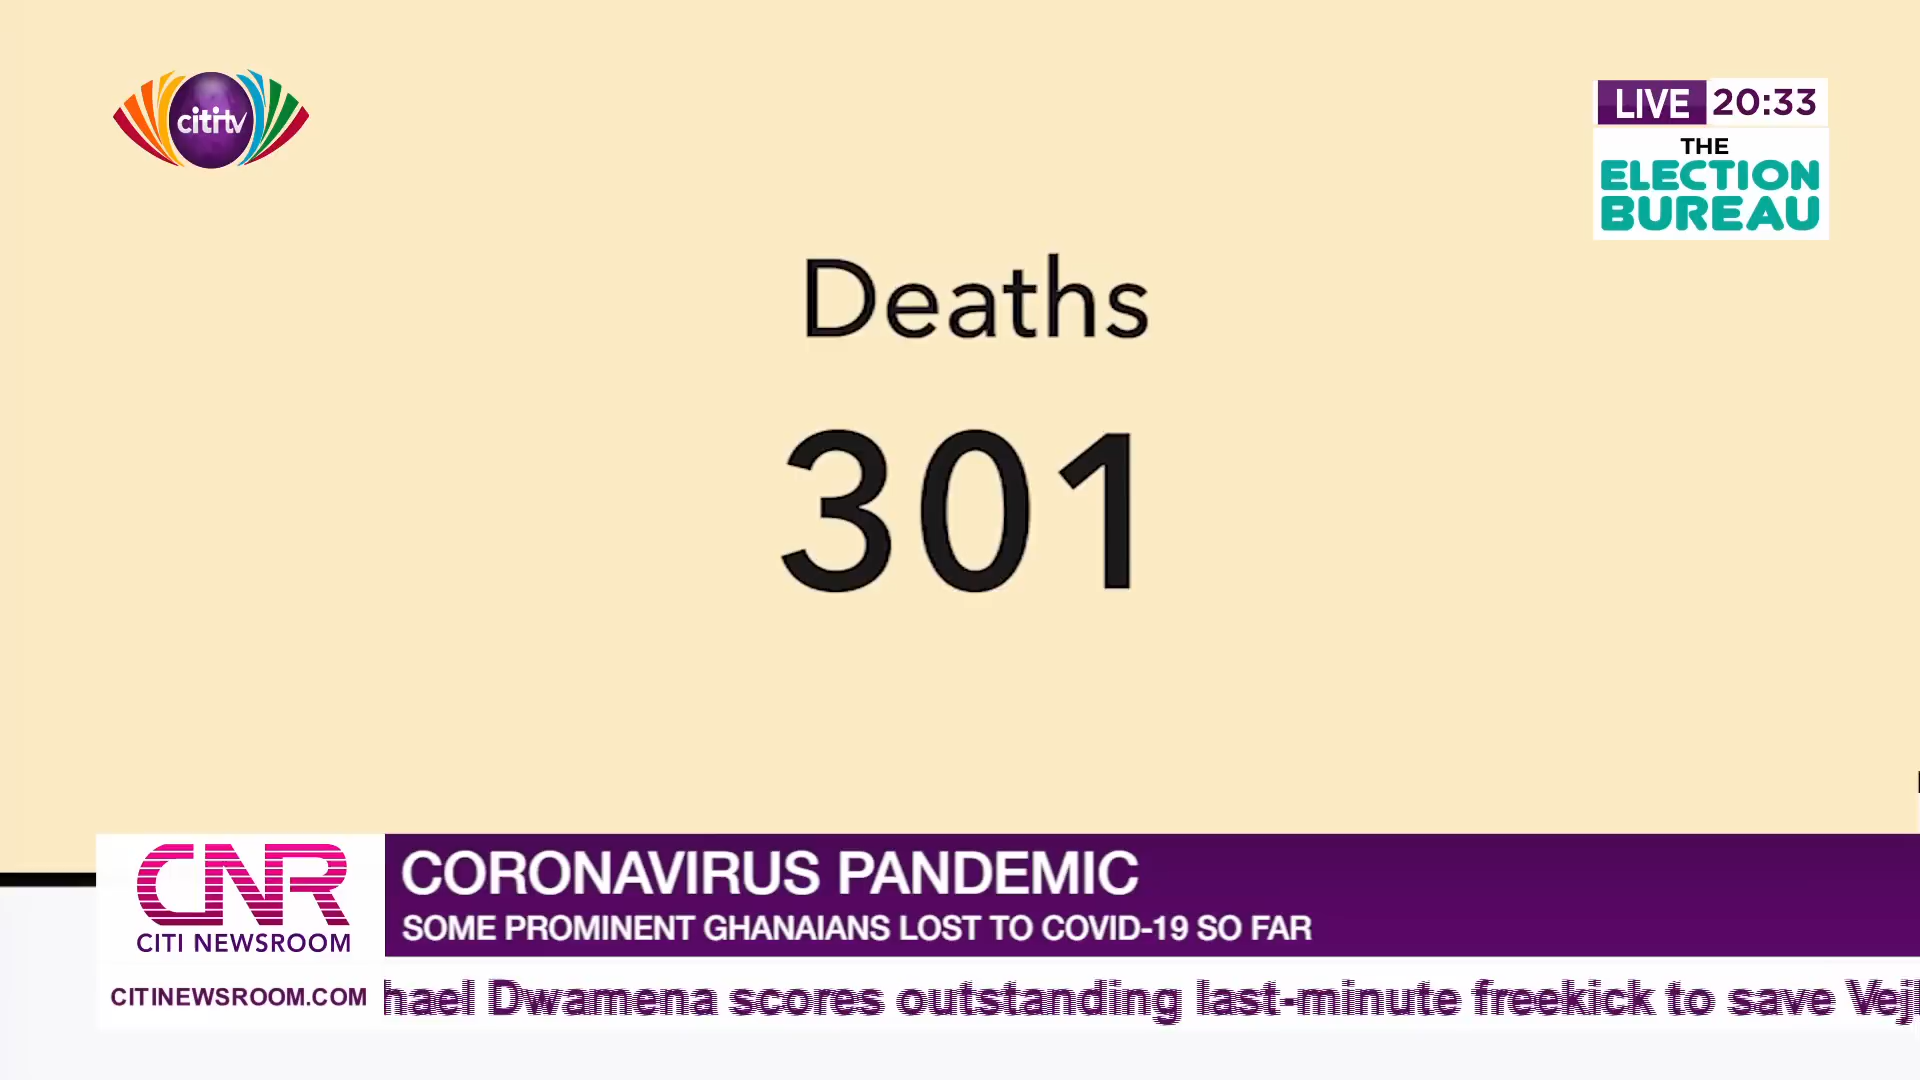 citi tv
LIVE 20:33
THE
ELECTION
BUREAU
Deaths
301
CNR
CITI NEWSROOM
CORONAVIRUS PANDEMIC
SOME PROMINENT GHANAIANS LOST TO COVID-19 SO FAR
CITINEWSROOM.COM
Dwamena scores outstanding last-minute freekick to save